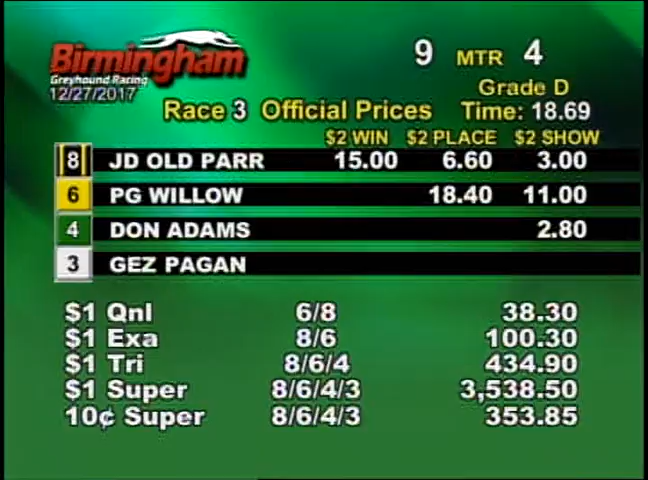 Birmingham
Greyhound Racing
12/27/2017
9 MTR 4
Grade D
Race 3 Official Prices Time: 18.69
$2 WIN $2 PLACE $2 SHOW
8 JD OLD PARR 15.00 6.60 3.00
6 PG WILLOW 18.40 11.00
4 DON ADAMS 2.80
3 GEZ PAGAN
$1 Qnl 6/8 38.30
$1 Exa 8/6 100.30
$1 Tri 8/6/4 434.90
$1 Super 8/6/4/3 3,538.50
10¢ Super 8/6/4/3 353.85